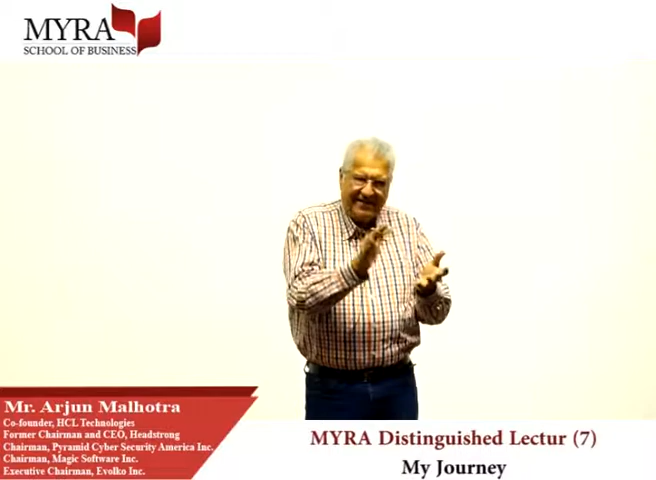 MYRA
SCHOOL OF BUSINESS
Mr. Arjun Malhotra
Co-founder, HCL Technologies
Former Chairman and CEO, Headstrong
Chairman, Pyramid Cyber Security America Inc.
Chairman, Magic Software Inc.
Executive Chairman, Evolko Inc.
MYRA Distinguished Lectur (7)
My Journey